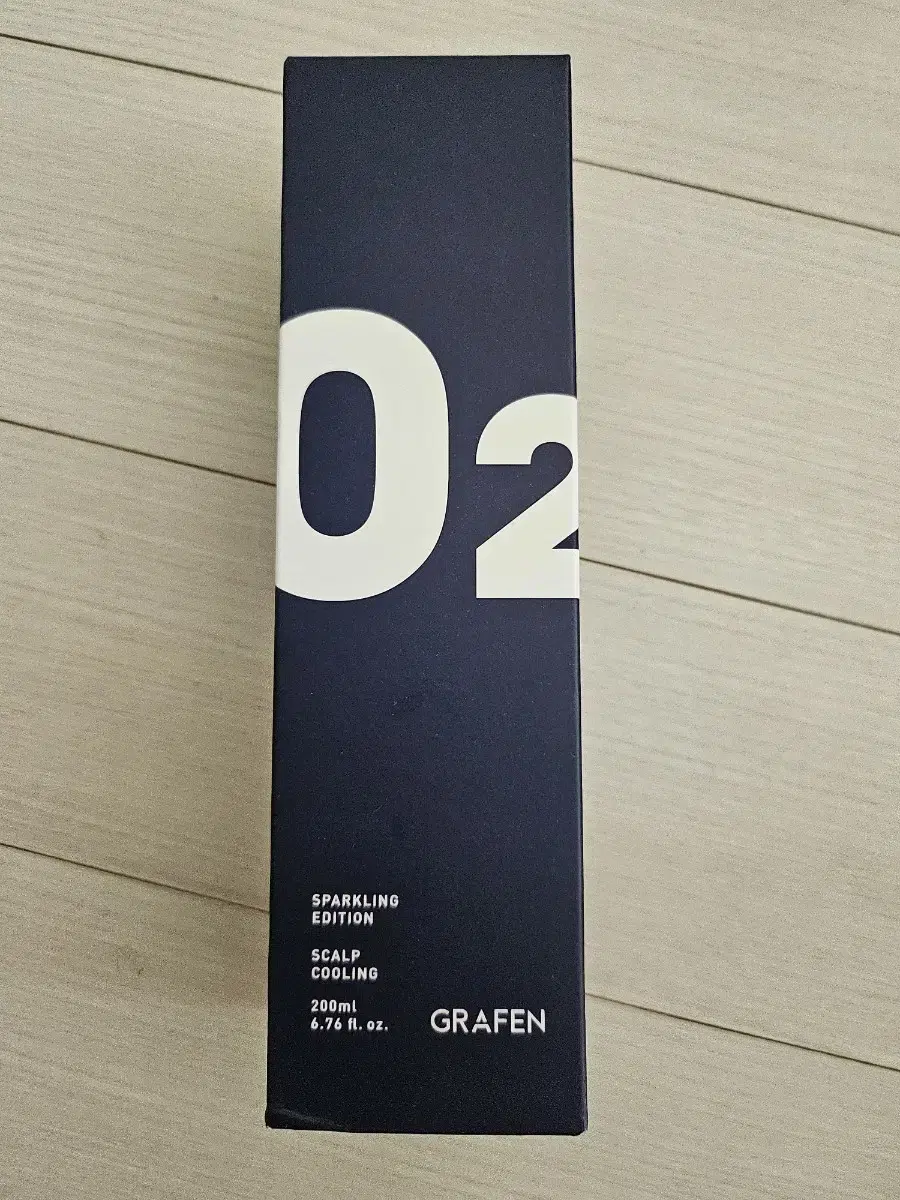 O2
SPARKLING
EDITION
SCALP
COOLING
200ml
6.76 fl. oz.
GRAFEN